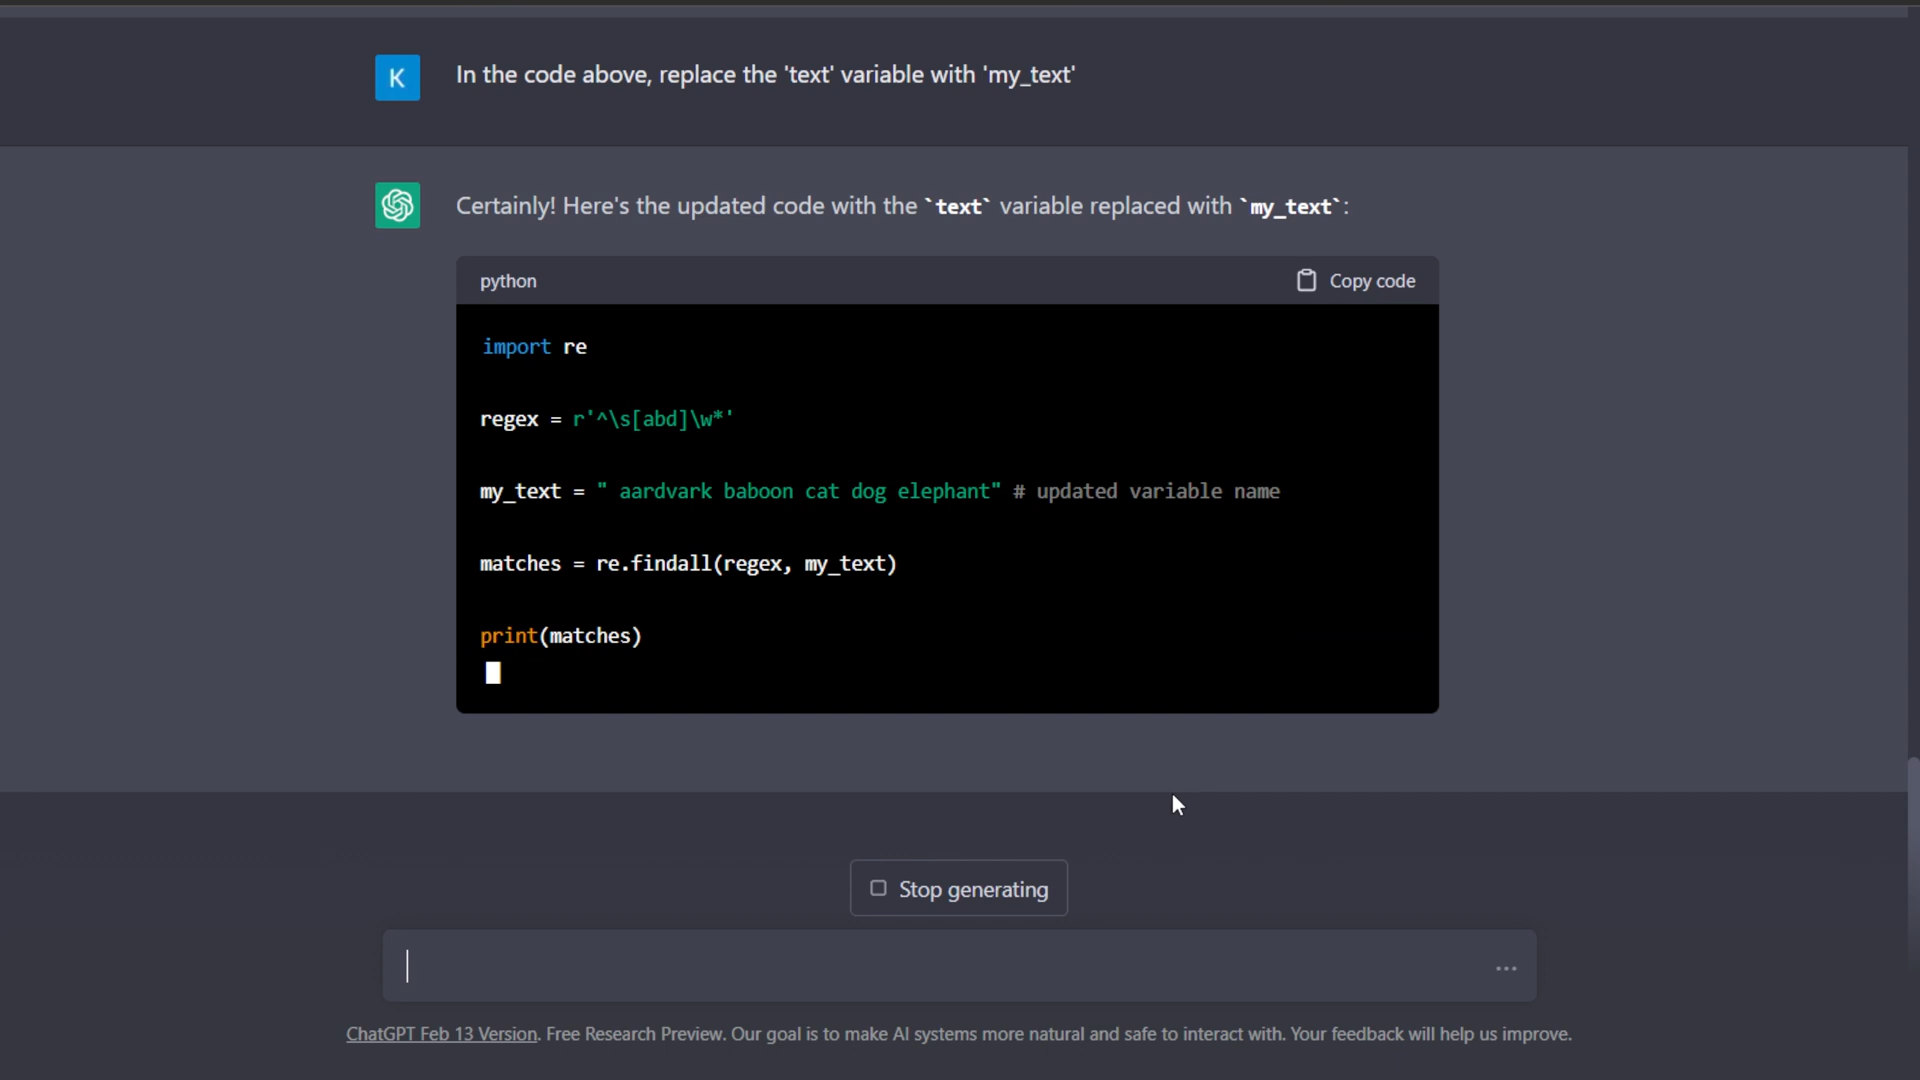 K
In the code above, replace the 'text' variable with 'my_text'
Certainly! Here's the updated code with the `text` variable replaced with `my_text`:
python
Copy code
import re
regex = r'^\s[abd]\w*'
my_text = " aardvark baboon cat dog elephant" # updated variable name
matches = re.findall(regex, my_text)
print(matches)
Stop generating
ChatGPT Feb 13 Version. Free Research Preview. Our goal is to make AI systems more natural and safe to interact with. Your feedback will help us improve.